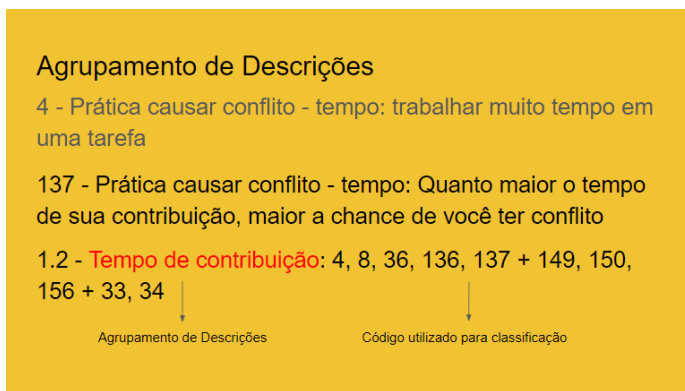 Agrupamento de Descrições
4 - Prática causar conflito - tempo: trabalhar muito tempo em
uma tarefa
137 - Prática causar conflito - tempo: Quanto maior o tempo
de sua contribuição, maior a chance de você ter conflito
1.2 - Tempo de contribuição: 4, 8, 36, 136, 137 + 149, 150,
156 + 33, 34
Agrupamento de Descrições
Código utilizado para classificação